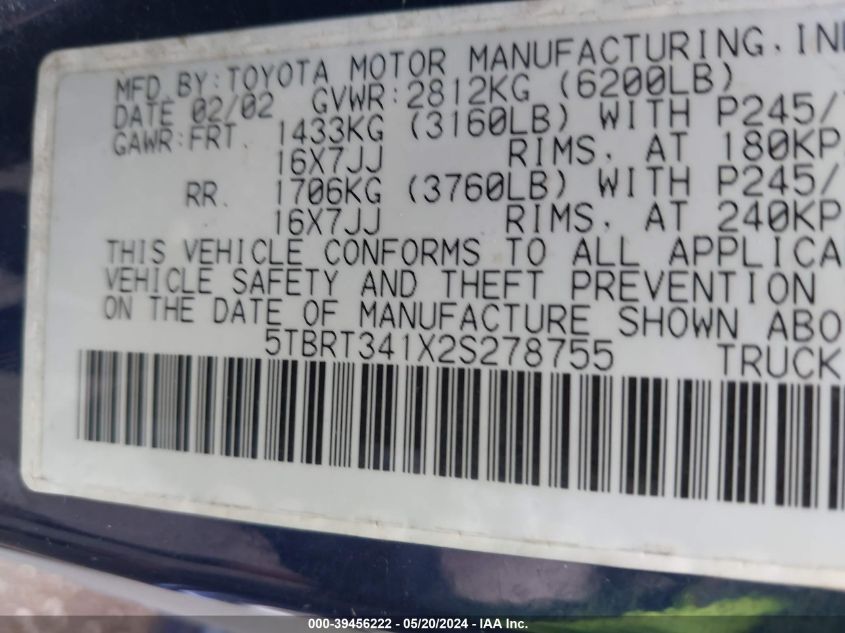 MFD BY: TOYOTA MOTOR MANUFACTURING, IN
DATE 02/02 GVWR: 2812KG (6200LB)
GAWR: FRT. 1433KG (3160LB) WITH P245/
16X7JJ RIMS, AT 180KP
RR. 1706KG (3760LB) WITH P245/
16X7JJ RIMS, AT 240KP
THIS VEHICLE CONFORMS TO ALL APPLICA
VEHICLE SAFETY AND THEFT PREVENTION
ON THE DATE OF MANUFACTURE SHOWN ABO
5TBRT341X2S278755 TRUCK
000-39456222 - 05/20/2024 - IAA Inc.